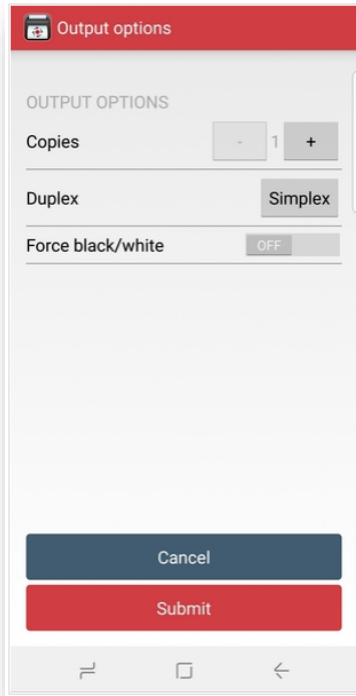 Output options
OUTPUT OPTIONS
Copies - 1 +
Duplex Simplex
Force black/white OFF
Cancel
Submit